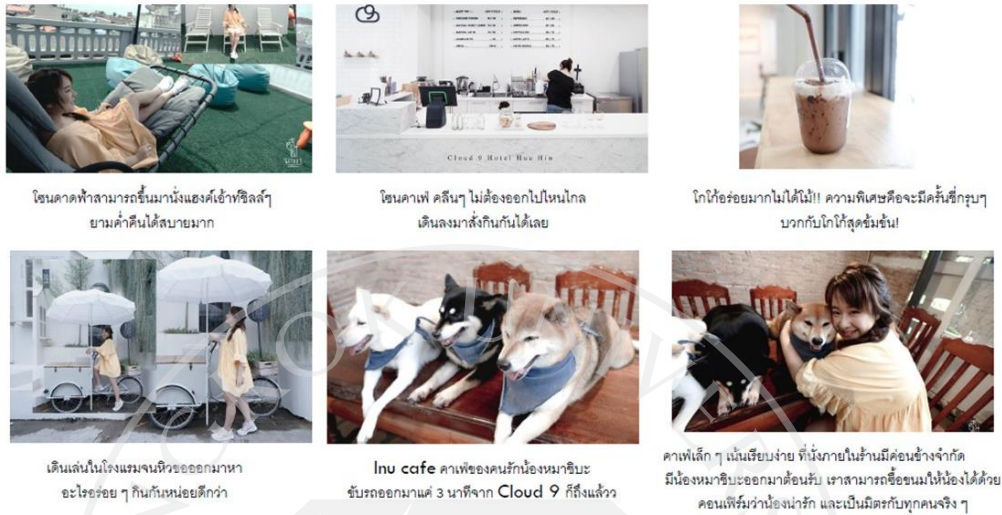 Cloud 9 Hotel Hua Hin
โซนดาดฟ้าสามารถขึ้นมานั่งแฮงค์เอ้าท์ชิลล์ๆ
ยามค่ำคืนได้สบายมาก
โซนคาเฟ่ คลีนๆ ไม่ต้องออกไปไหนไกล
เดินลงมาสั่งกินกันได้เลย
โกโก้อร่อยมากไม่ได้โม้!! ความพิเศษคือจะมีครั้นชี่กรุบๆ
บวกกับโกโก้สุดข้มข้น!
เดินเล่นในโรงแรมจนหิวขอออกมาหา
อะไรอร่อย ๆ กินกันหน่อยดีกว่า
Inu cafe คาเฟ่ของคนรักน้องหมาชิบะ
ขับรถออกมาแค่ 3 นาทีจาก Cloud 9 ก็ถึงแล้วว
คาเฟ่เล็ก ๆ เน้นเรียบง่าย ที่นั่งภายในร้านมีค่อนข้างจำกัด
มีน้องหมาชิบะออกมาต้อนรับ เราสามารถซื้อขนมให้น้องได้ด้วย
คอนเฟิร์มว่าน้องน่ารัก และเป็นมิตรกับทุกคนจริง ๆ